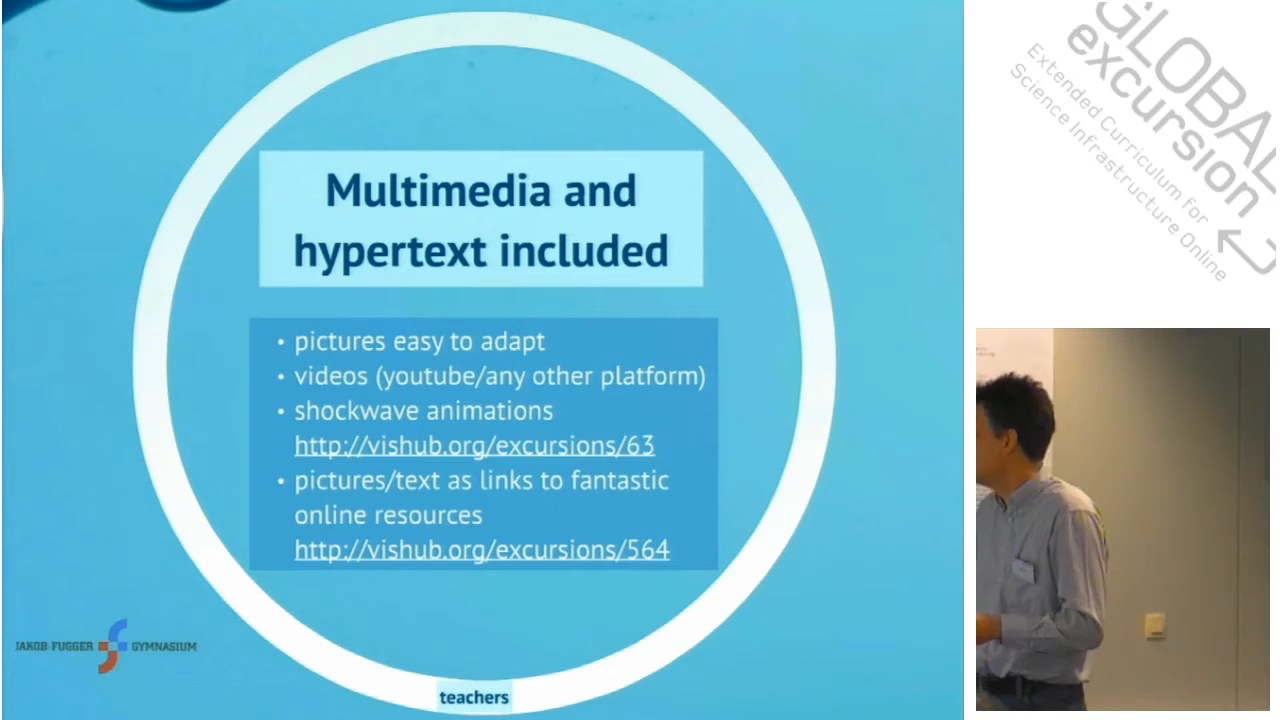 Multimedia and
hypertext included
• pictures easy to adapt
• videos (youtube/any other platform)
• shockwave animations
http://vishub.org/excursions/63
• pictures/text as links to fantastic
online resources
http://vishub.org/excursions/564
JAKOB FUGGER GYMNASIUM
teachers
GLOBAL
excursion
Extended Curriculum for
Science Infrastructure Online